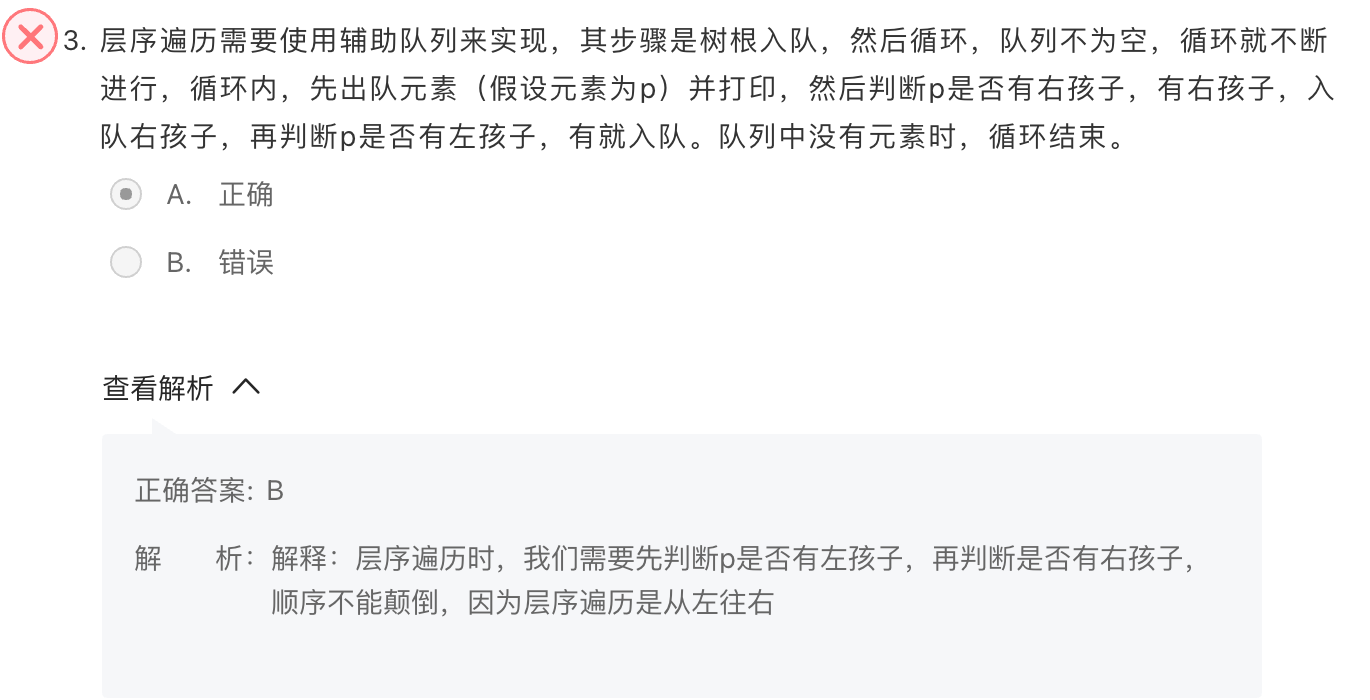 3. 层序遍历需要使用辅助队列来实现，其步骤是树根入队，然后循环，队列不为空，循环就不断
进行，循环内，先出队元素（假设元素为p）并打印，然后判断p是否有右孩子，有右孩子，入
队右孩子，再判断p是否有左孩子，有就入队。队列中没有元素时，循环结束。
A. 正确
B. 错误
查看解析
正确答案: B
解 析: 解释：层序遍历时，我们需要先判断p是否有左孩子，再判断是否有右孩子，
顺序不能颠倒，因为层序遍历是从左往右